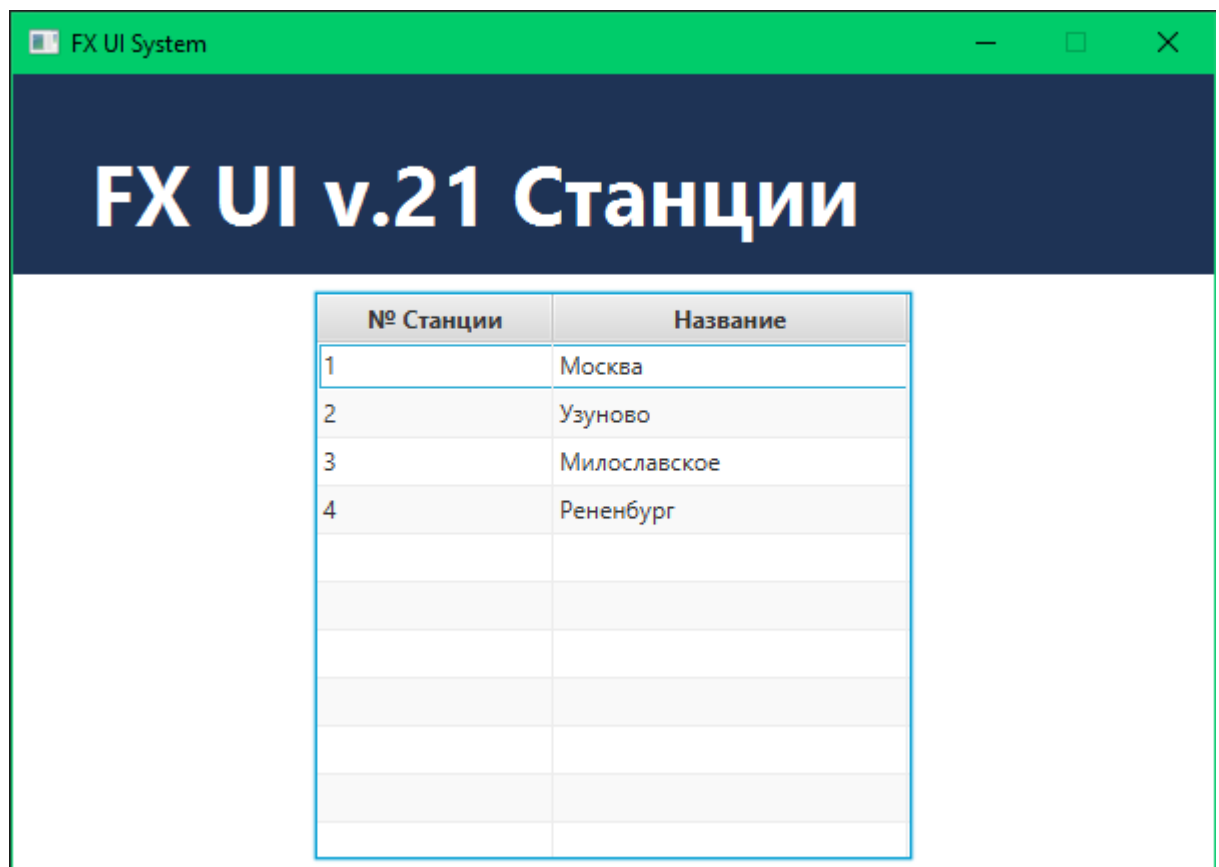 FX UI System
FX UI v.21 Станции
№ Станции Название
1 Москва
2 Узуново
3 Милославское
4 Рененбург